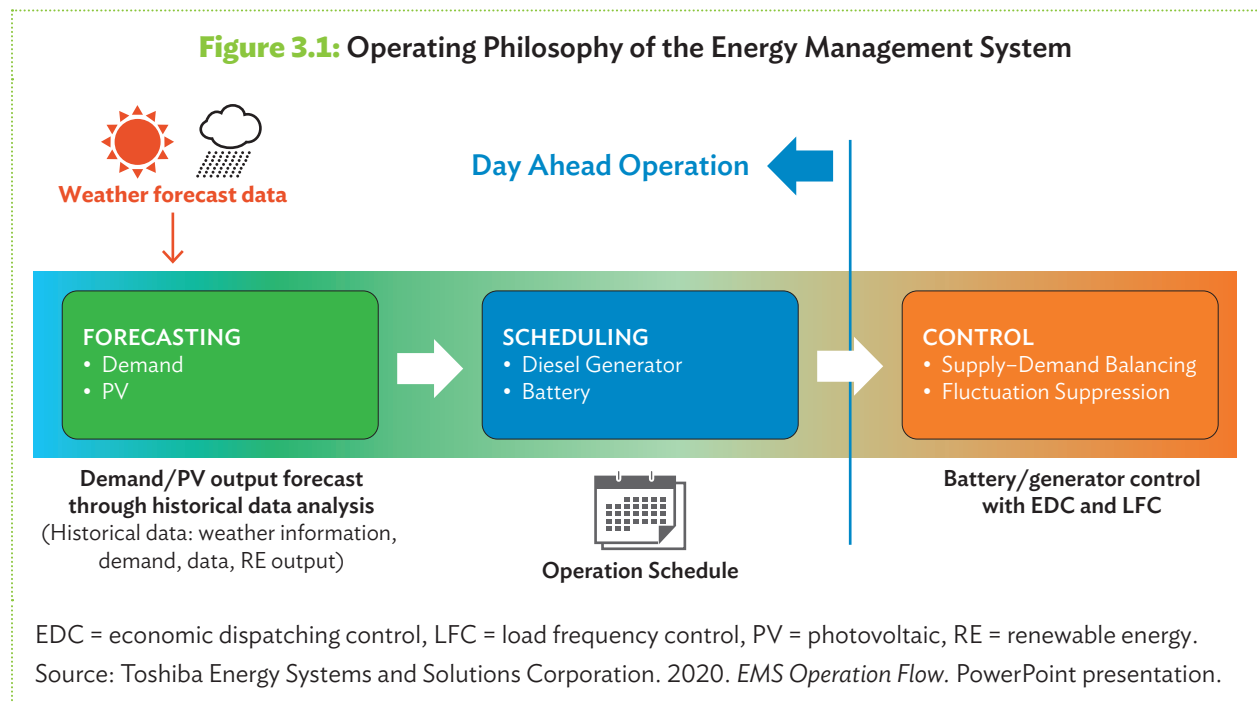 Figure 3.1: Operating Philosophy of the Energy Management System
Weather forecast data
Day Ahead Operation
FORECASTING
• Demand
• PV
SCHEDULING
• Diesel Generator
• Battery
CONTROL
• Supply–Demand Balancing
• Fluctuation Suppression
Demand/PV output forecast
through historical data analysis
(Historical data: weather information,
demand, data, RE output)
Operation Schedule
Battery/generator control
with EDC and LFC
EDC = economic dispatching control, LFC = load frequency control, PV = photovoltaic, RE = renewable energy.
Source: Toshiba Energy Systems and Solutions Corporation. 2020. EMS Operation Flow. PowerPoint presentation.